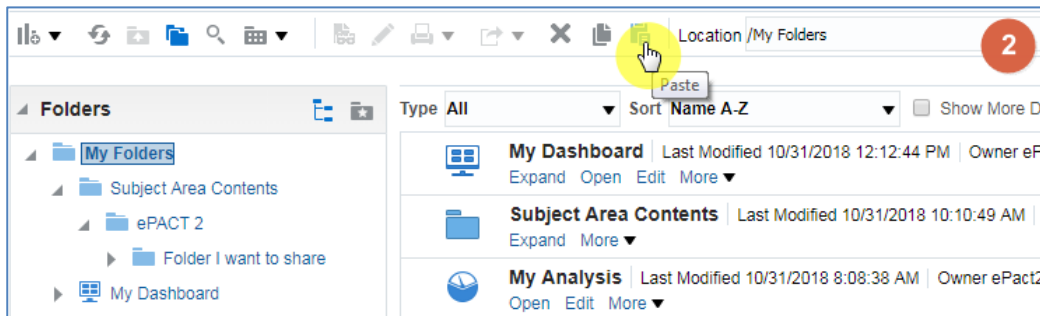 Location /My Folders
2
Paste
Folders
Type All Sort Name A-Z Show More D
My Folders
Subject Area Contents
ePACT 2
Folder I want to share
My Dashboard
My Dashboard Last Modified 10/31/2018 12:12:44 PM Owner eP
Expand Open Edit More
Subject Area Contents Last Modified 10/31/2018 10:10:49 AM
Expand More
My Analysis Last Modified 10/31/2018 8:08:38 AM Owner ePact2
Open Edit More